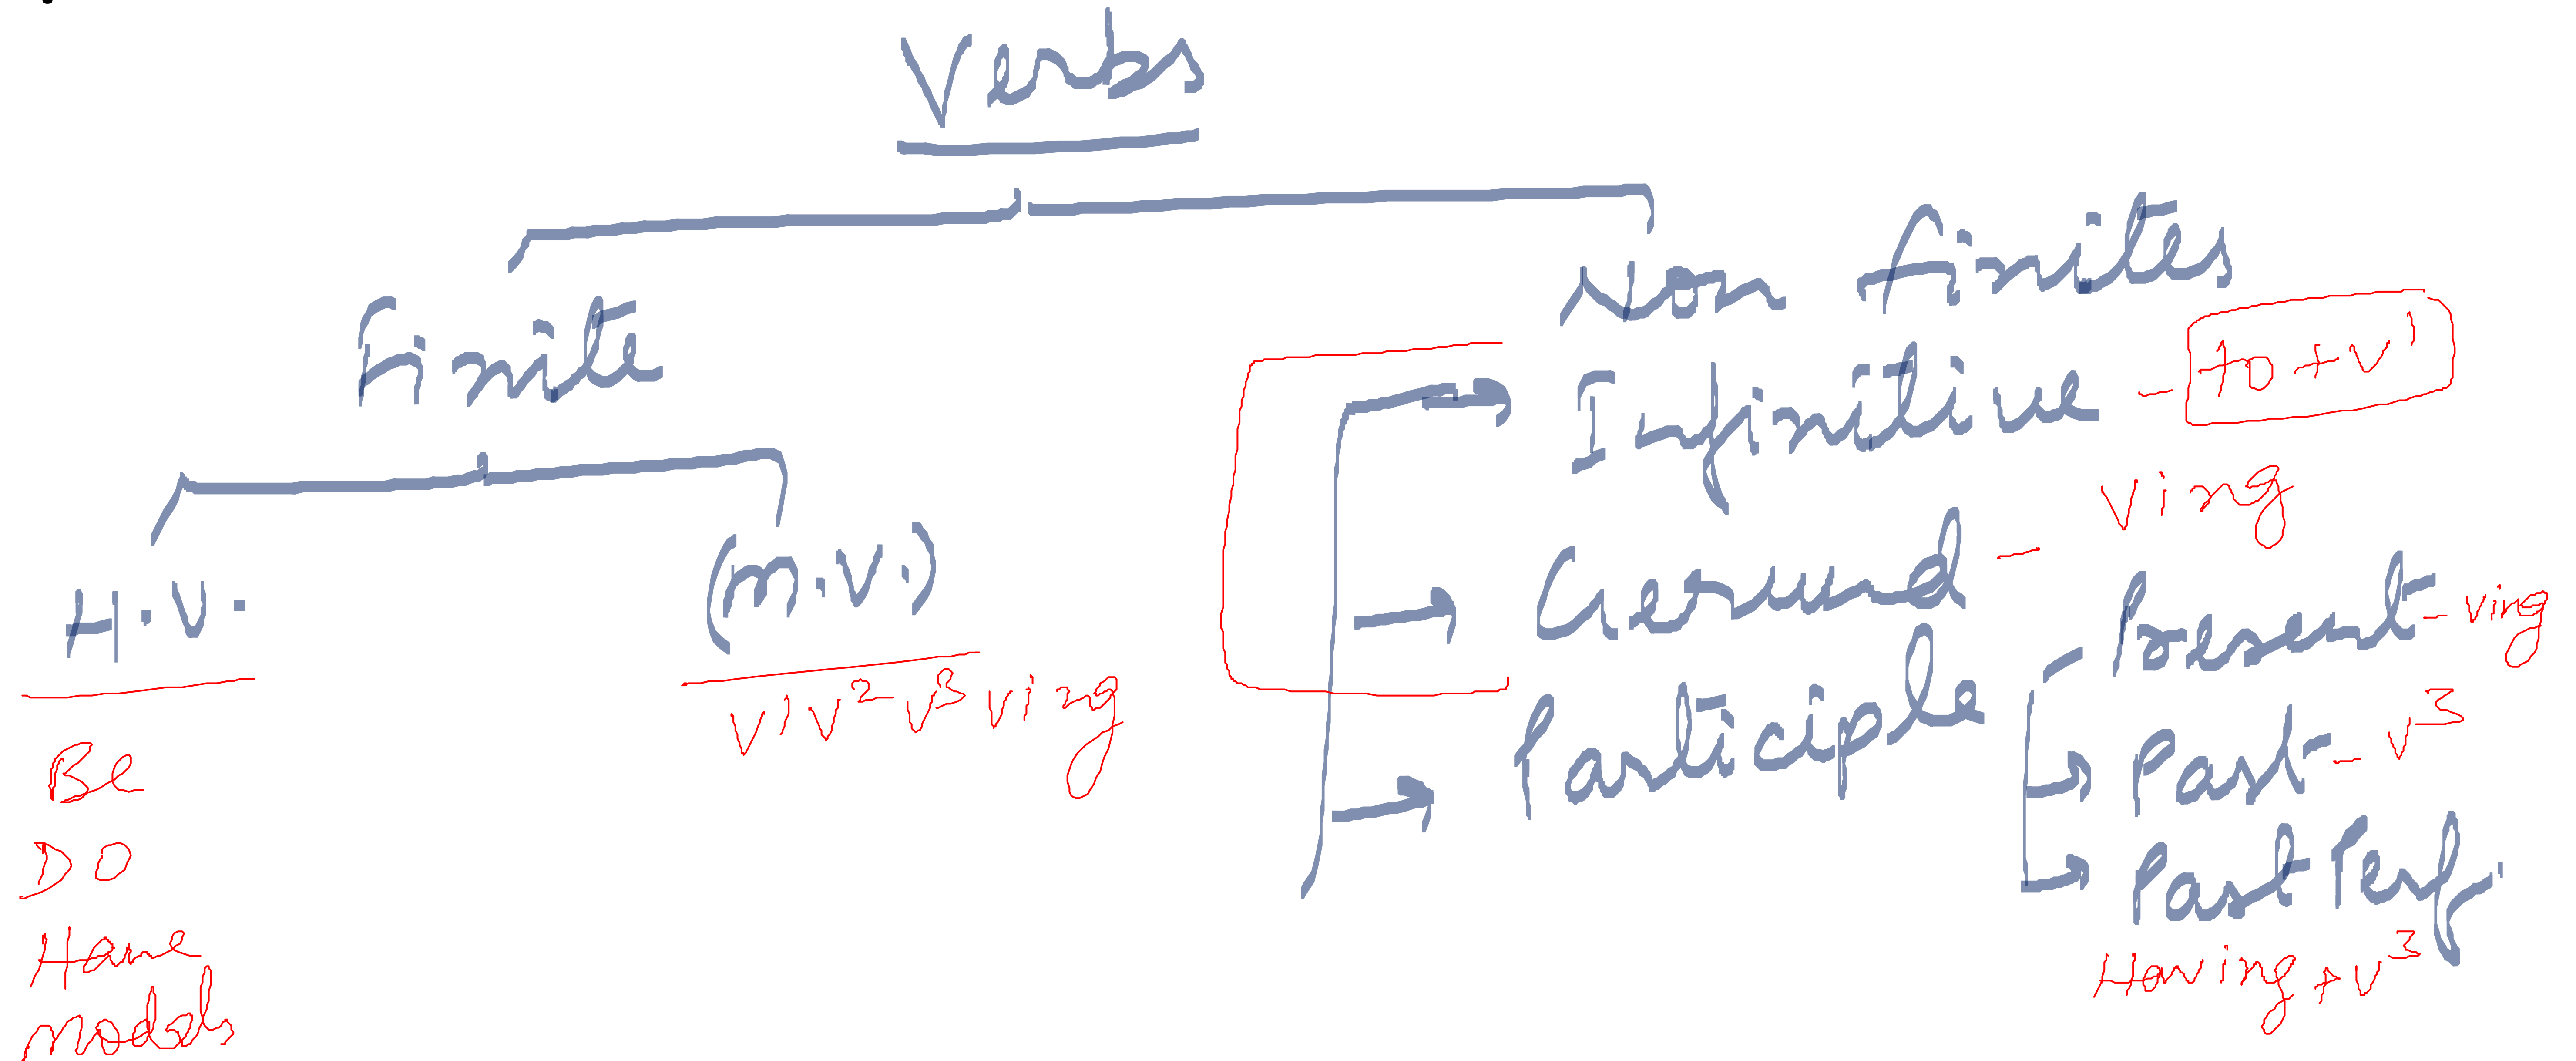 Verbs
Finite
Non finites
H.V.
(M.V.)
Be
DO
Have
Modals
V¹ V² V³ Ving
Infinitive - to + V¹
Gerund - Ving
Participle
Present - Ving
Past - V³
Past Perf.
Having + V³